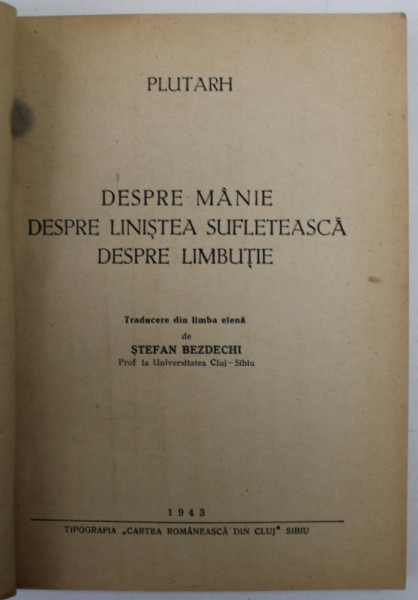 PLUTARH
DESPRE MÂNIE
DESPRE LINIȘTEA SUFLETEASCĂ
DESPRE LIMBUȚIE
Traducere din limba elenă
de
ȘTEFAN BEZDECHI
Prof la Universitatea Cluj—Sibiu
1943
TIPOGRAFIA „CARTEA ROMÂNEASCĂ DIN CLUJ" SIBIU